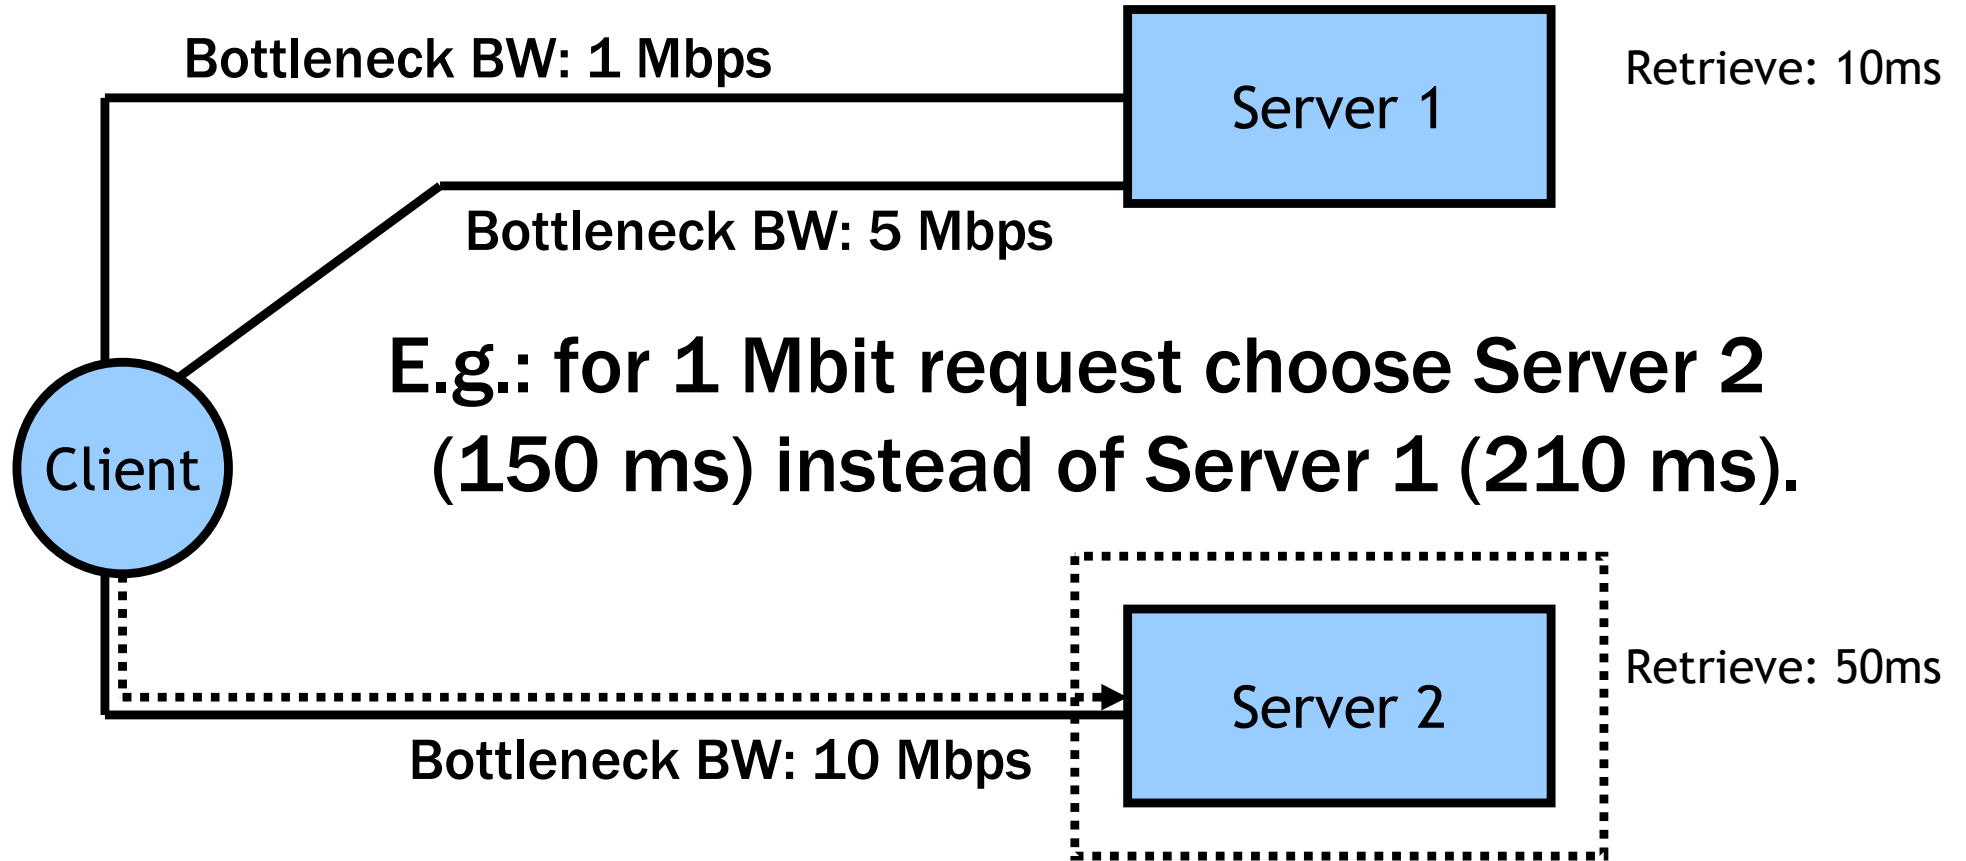 Bottleneck BW: 1 Mbps
Server 1
Retrieve: 10ms
Bottleneck BW: 5 Mbps
E.g.: for 1 Mbit request choose Server 2
(150 ms) instead of Server 1 (210 ms).
Client
Server 2
Retrieve: 50ms
Bottleneck BW: 10 Mbps